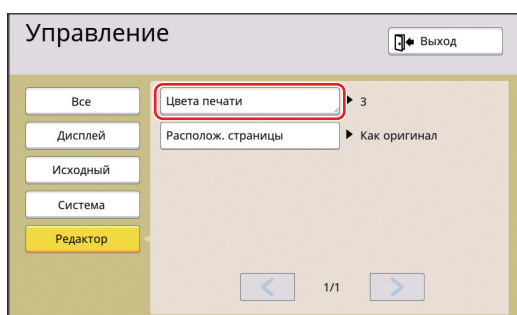 Управление
Выход
Все
Цвета печати
3
Дисплей
Располож. страницы
Как оригинал
Исходный
Система
Редактор
1/1